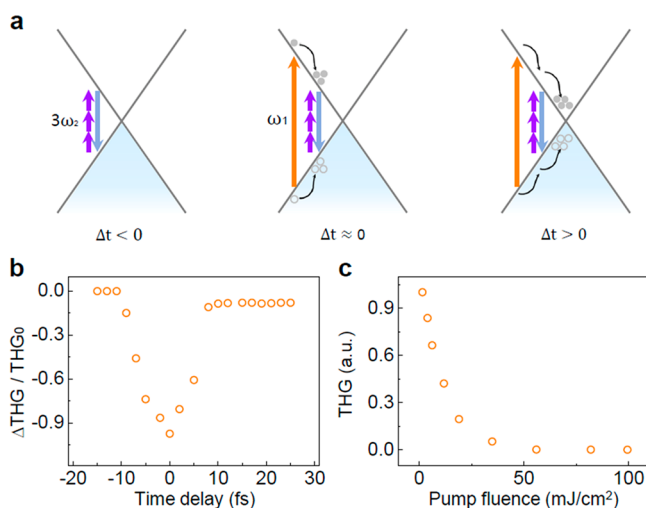 a
3ω₂
ω₁
Δt < 0
Δt ≈ 0
Δt > 0
b
0.0
-0.3
-0.6
-0.9
ΔTHG / THG₀
-20 -10 0 10 20 30
Time delay (fs)
c
0.9
0.6
0.3
0.0
THG (a.u.)
0 50 100
Pump fluence (mJ/cm²)